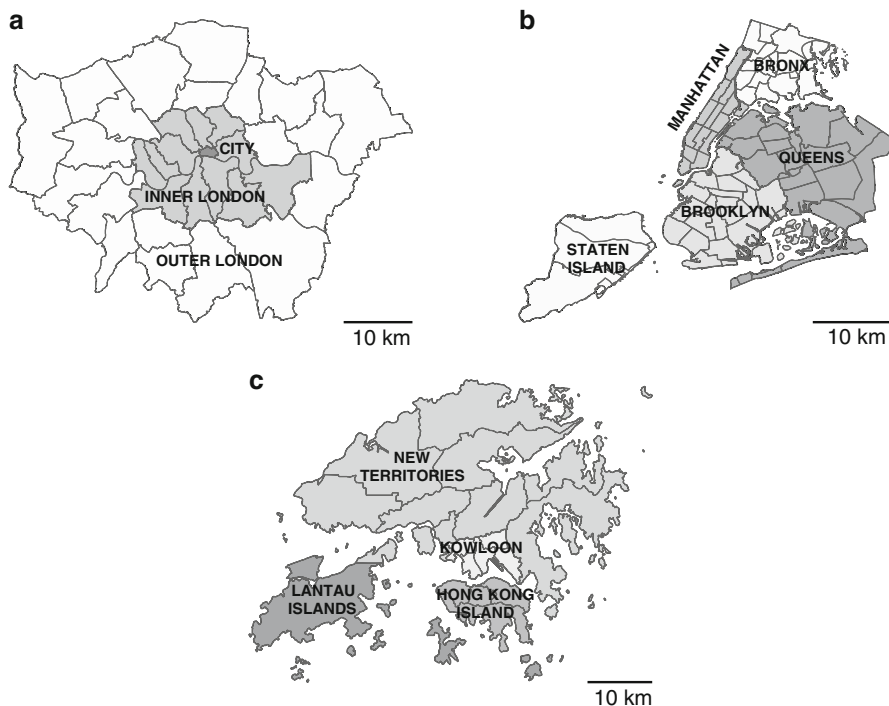 a
CITY
INNER LONDON
OUTER LONDON
10 km
b
MANHATTAN
BRONX
QUEENS
BROOKLYN
STATEN
ISLAND
10 km
c
NEW
TERRITORIES
KOWLOON
LANTAU
ISLANDS
HONG KONG
ISLAND
10 km